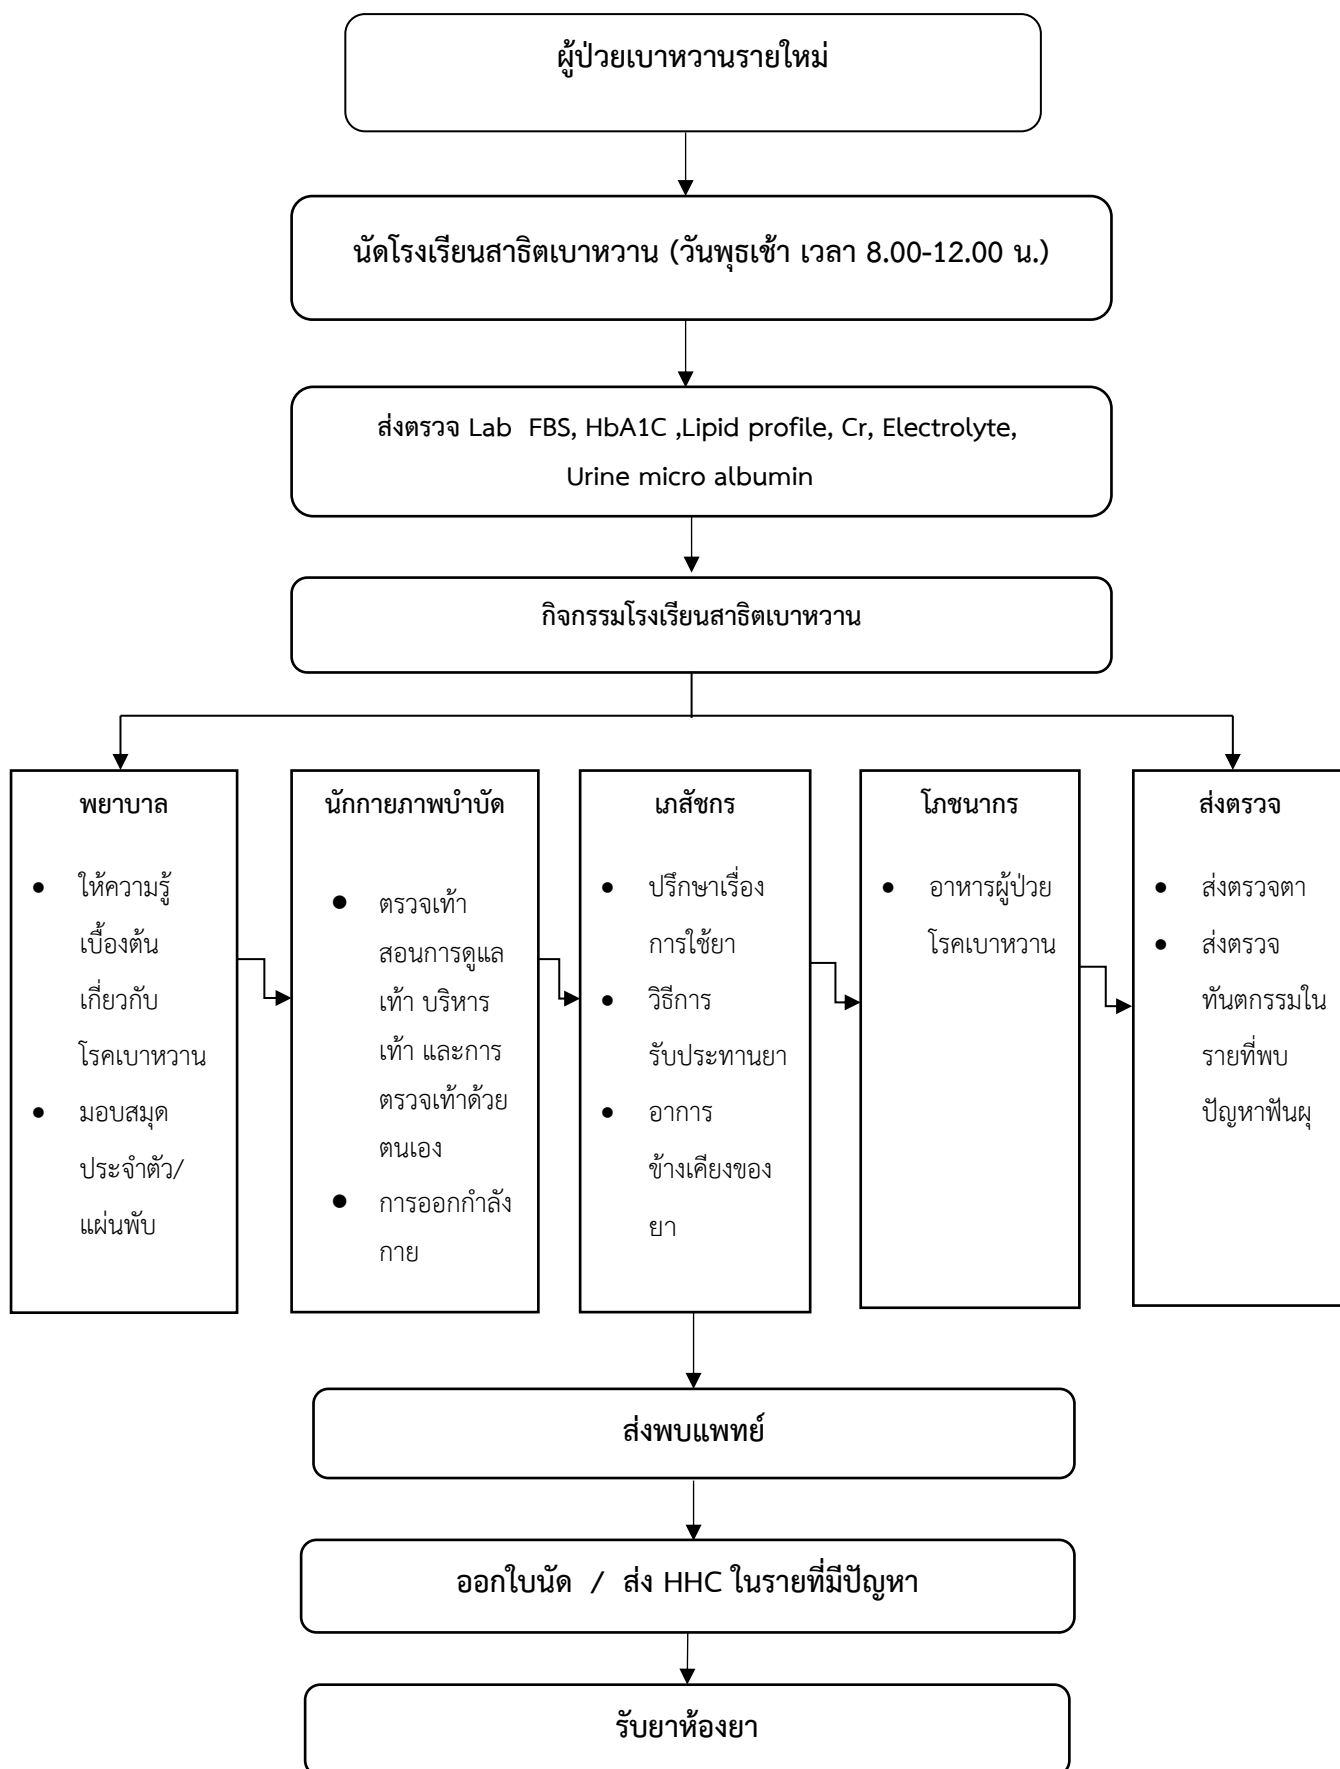 ผู้ป่วยเบาหวานรายใหม่
นัดโรงเรียนสาธิตเบาหวาน (วันพุธเช้า เวลา 8.00-12.00 น.)
ส่งตรวจ Lab  FBS, HbA1C ,Lipid profile, Cr, Electrolyte,
Urine micro albumin
กิจกรรมโรงเรียนสาธิตเบาหวาน
พยาบาล
● ให้ความรู้
เบื้องต้น
เกี่ยวกับ
โรคเบาหวาน
● มอบสมุด
ประจำตัว/
แผ่นพับ
นักกายภาพบำบัด
● ตรวจเท้า
สอนการดูแล
เท้า บริหาร
เท้า และการ
ตรวจเท้าด้วย
ตนเอง
● การออกกำลัง
กาย
เภสัชกร
● ปรึกษาเรื่อง
การใช้ยา
● วิธีการ
รับประทานยา
● อาการ
ข้างเคียงของ
ยา
โภชนากร
● อาหารผู้ป่วย
โรคเบาหวาน
ส่งตรวจ
● ส่งตรวจตา
● ส่งตรวจ
ทันตกรรมใน
รายที่พบ
ปัญหาฟันผุ
ส่งพบแพทย์
ออกใบนัด  /  ส่ง HHC ในรายที่มีปัญหา
รับยาห้องยา